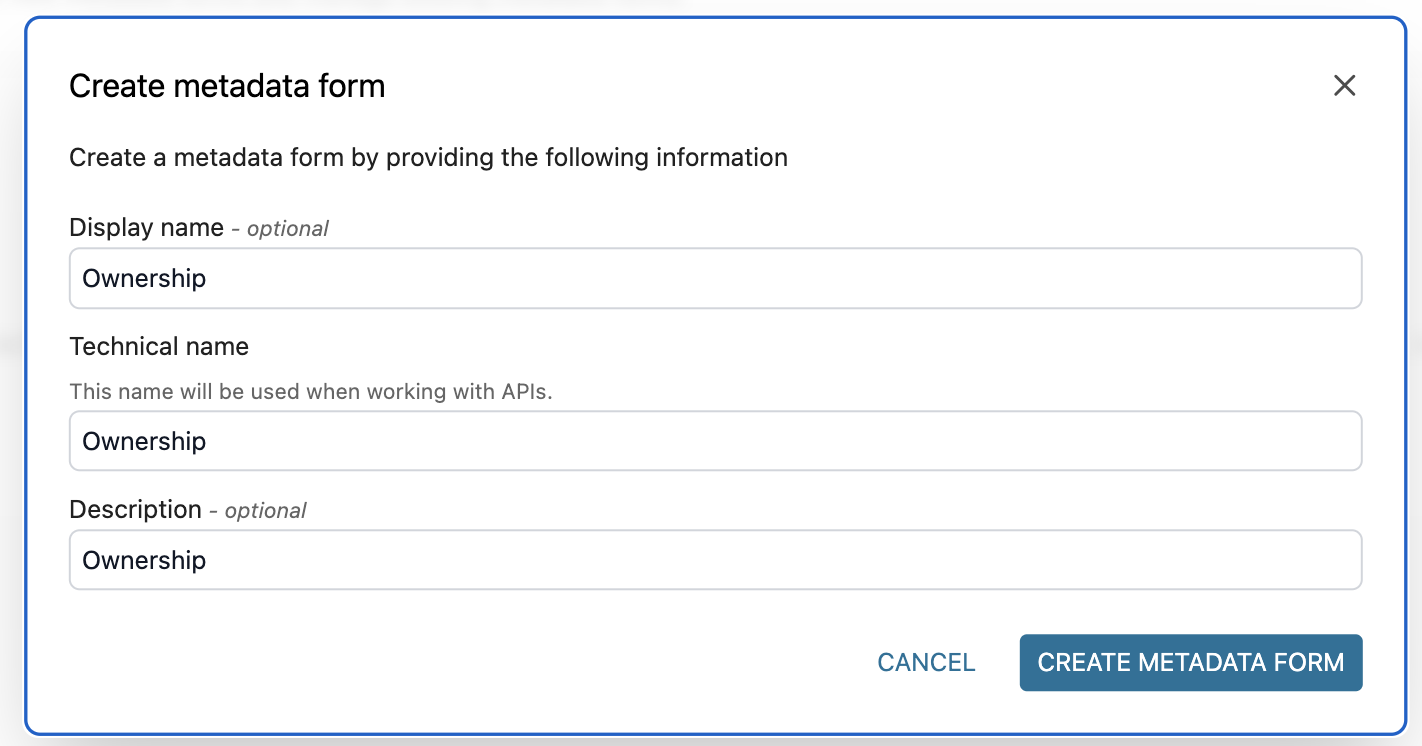 Create metadata form
Create a metadata form by providing the following information
Display name - optional
Ownership
Technical name
This name will be used when working with APIs.
Ownership
Description - optional
Ownership
CANCEL
CREATE METADATA FORM